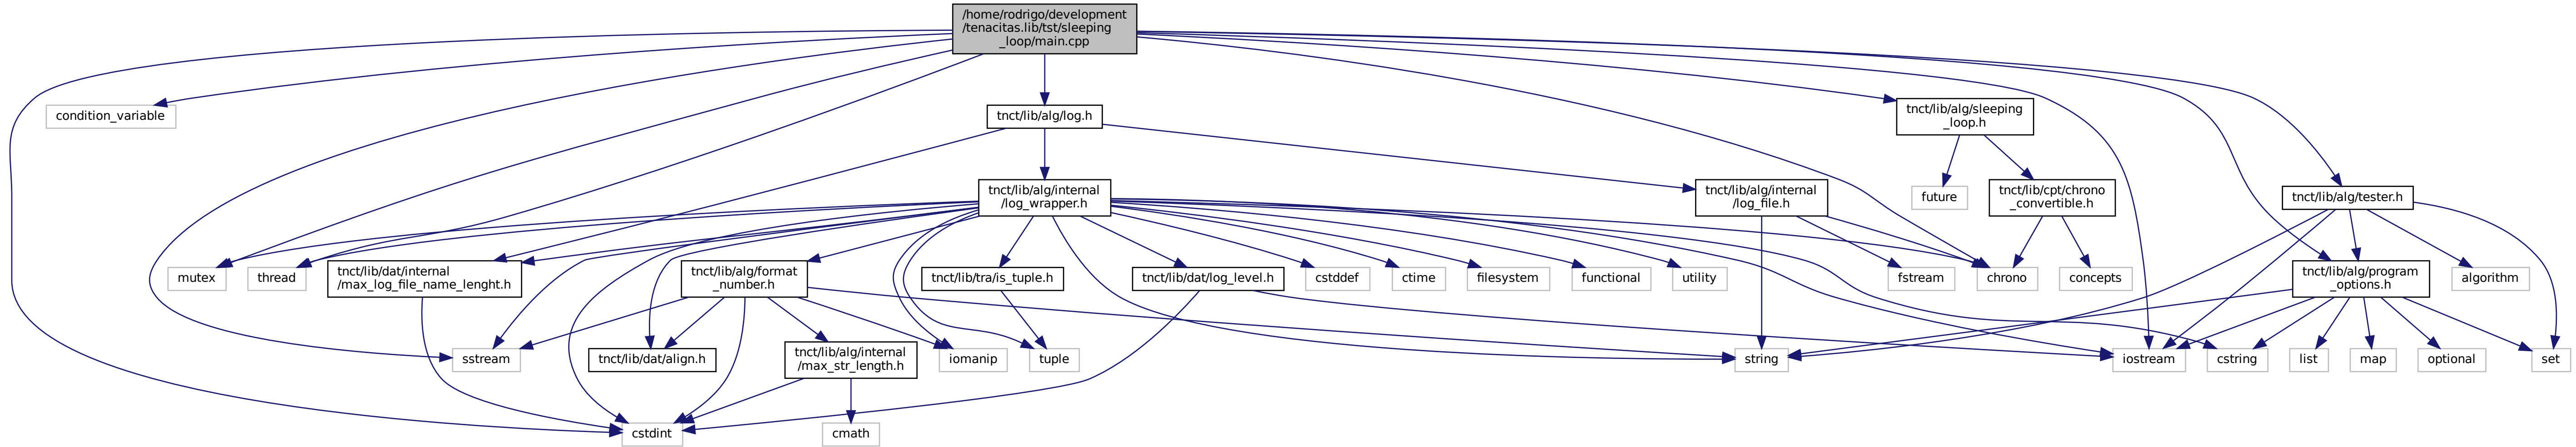 /home/rodrigo/development
/tenacitas.lib/tst/sleeping
_loop/main.cpp
condition_variable
tnct/lib/alg/log.h
tnct/lib/alg/sleeping
_loop.h
tnct/lib/alg/internal
/log_wrapper.h
tnct/lib/alg/internal
/log_file.h
future
tnct/lib/cpt/chrono
_convertible.h
tnct/lib/alg/tester.h
mutex
thread
tnct/lib/dat/internal
/max_log_file_name_lenght.h
tnct/lib/alg/format
_number.h
tnct/lib/tra/is_tuple.h
tnct/lib/dat/log_level.h
cstddef
ctime
filesystem
functional
utility
fstream
chrono
concepts
tnct/lib/alg/program
_options.h
algorithm
sstream
tnct/lib/dat/align.h
tnct/lib/alg/internal
/max_str_length.h
iomanip
tuple
string
iostream
cstring
list
map
optional
set
cstdint
cmath